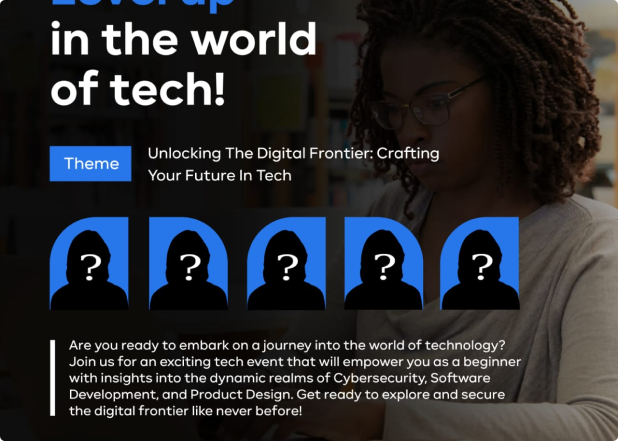 Level up
in the world
of tech!
Theme
Unlocking The Digital Frontier: Crafting
Your Future In Tech
? ? ? ? ?
Are you ready to embark on a journey into the world of technology?
Join us for an exciting tech event that will empower you as a beginner
with insights into the dynamic realms of Cybersecurity, Software
Development, and Product Design. Get ready to explore and secure
the digital frontier like never before!